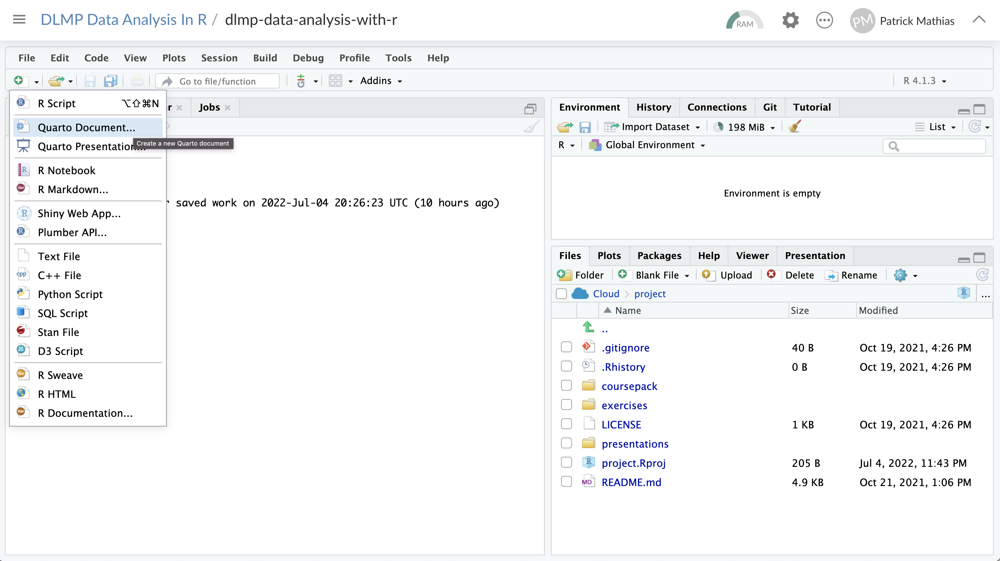 DLMP Data Analysis In R / dlmp-data-analysis-with-r
RAM
PM Patrick Mathias
File Edit Code View Plots Session Build Debug Profile Tools Help
Go to file/function
Addins
R 4.1.3
R Script ⌥⇧⌘N
Quarto Document...
Create a new Quarto document
Quarto Presentation...
R Notebook
R Markdown...
Shiny Web App...
Plumber API...
Text File
C++ File
Python Script
SQL Script
Stan File
D3 Script
R Sweave
R HTML
R Documentation...
r Jobs
r saved work on 2022-Jul-04 20:26:23 UTC (10 hours ago)
Environment History Connections Git Tutorial
Import Dataset 198 MiB List
R Global Environment
Environment is empty
Files Plots Packages Help Viewer Presentation
Folder Blank File Upload Delete Rename
Cloud project ...
Name Size Modified
..
.gitignore 40 B Oct 19, 2021, 4:26 PM
.Rhistory 0 B Oct 19, 2021, 4:26 PM
coursepack
exercises
LICENSE 1 KB Oct 19, 2021, 4:26 PM
presentations
project.Rproj 205 B Jul 4, 2022, 11:43 PM
README.md 4.9 KB Oct 21, 2021, 1:06 PM